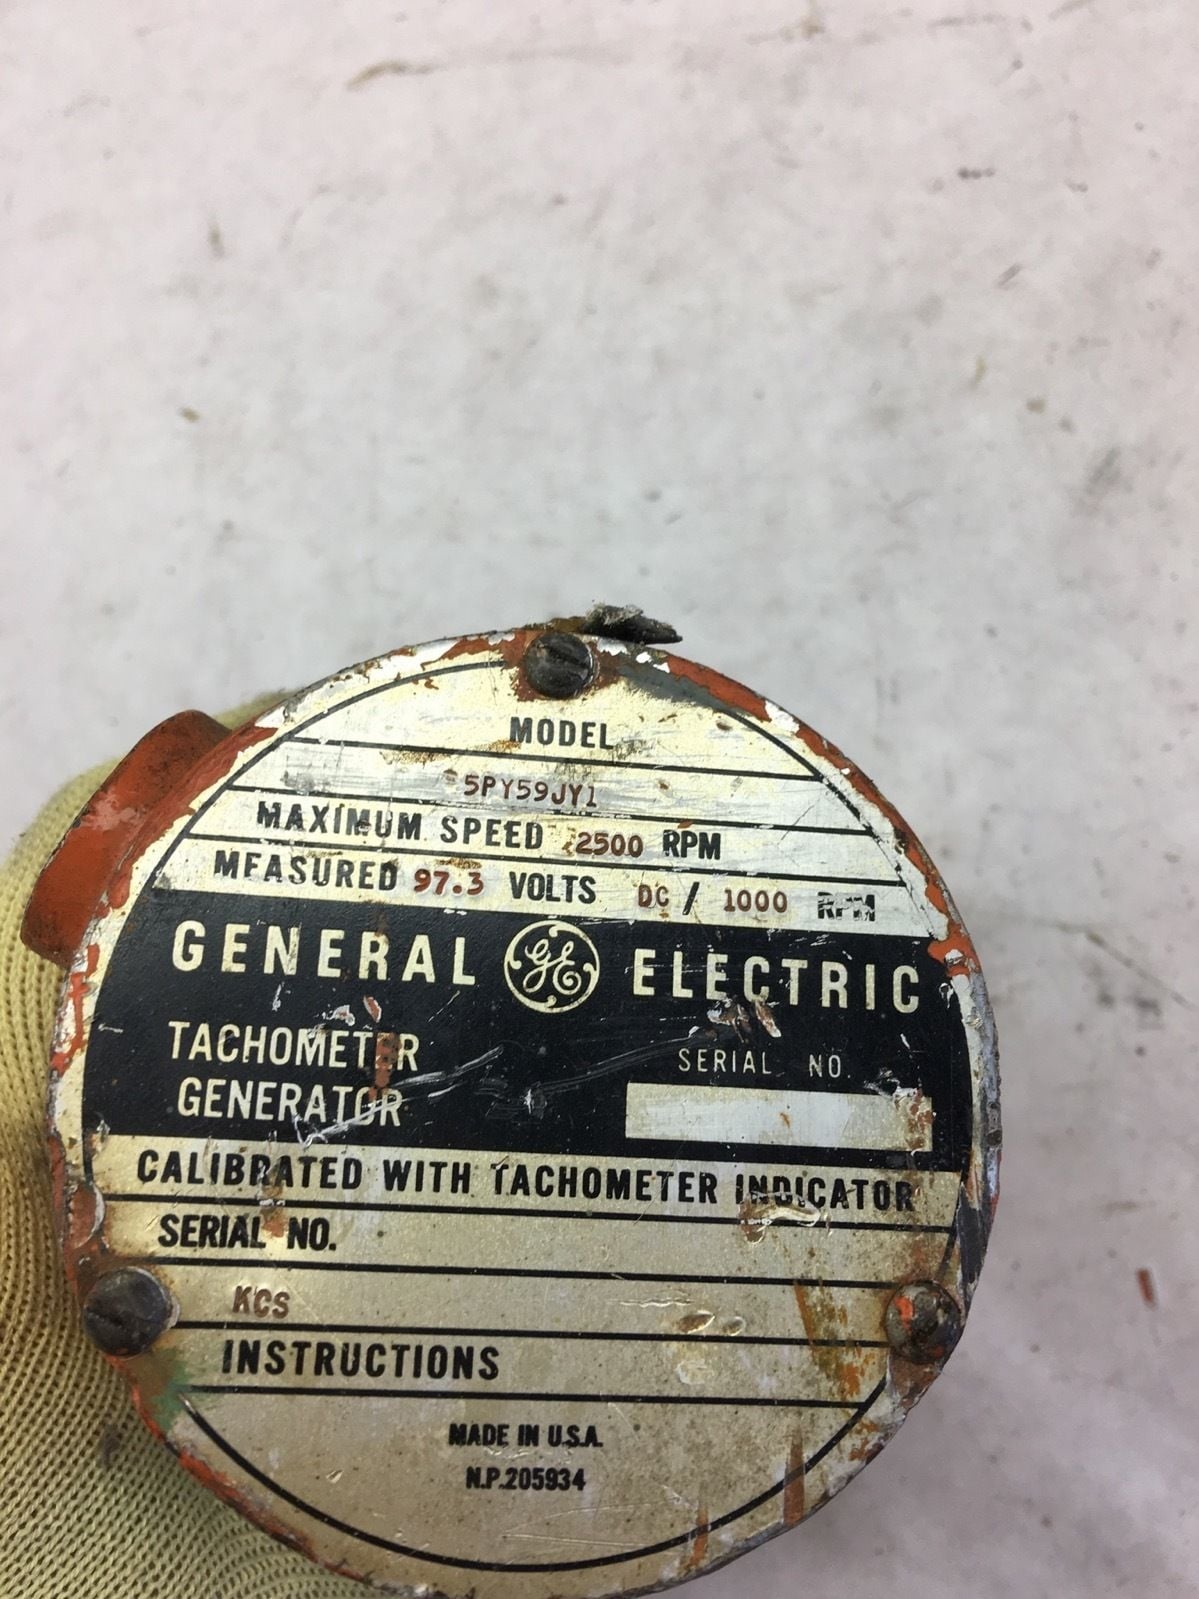 MODEL
5PY59JY1
MAXIMUM SPEED 2500 RPM
MEASURED 97.3 VOLTS DC / 1000 RPM
GENERAL GE ELECTRIC
TACHOMETER
GENERATOR
SERIAL NO.
CALIBRATED WITH TACHOMETER INDICATOR
SERIAL NO.
KCS
INSTRUCTIONS
MADE IN U.S.A.
N.P.205934